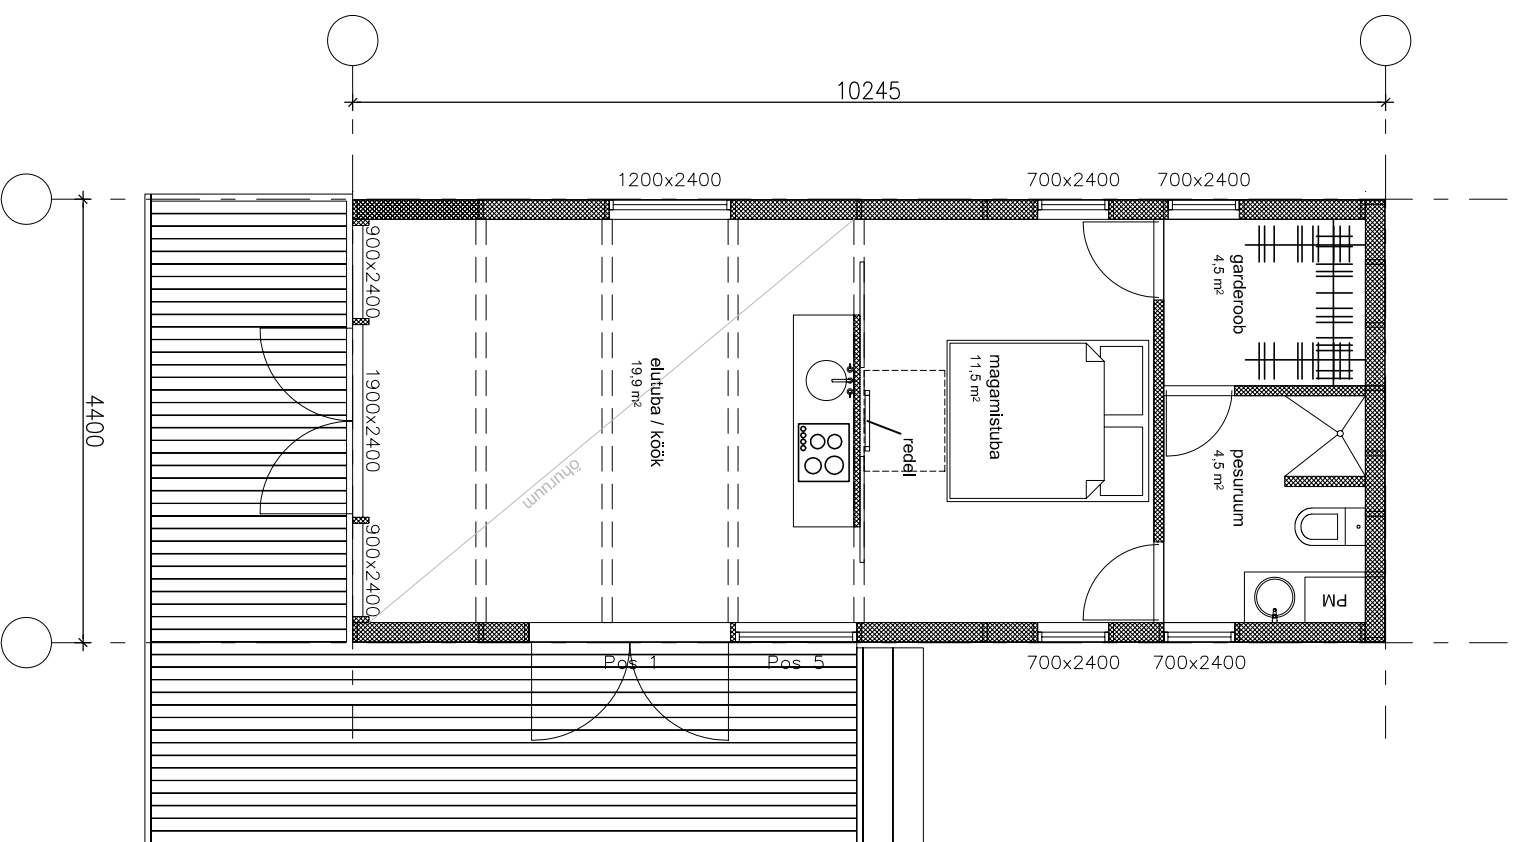 10245
1200x2400
700x2400
700x2400
4400
900x2400
1900x2400
900x2400
elutuba / köök
19,9 m²
õhuruum
redel
magamistuba
11,5 m²
garderoob
4,5 m²
pesuruum
4,5 m²
PM
Pos 1
Pos 5
700x2400
700x2400